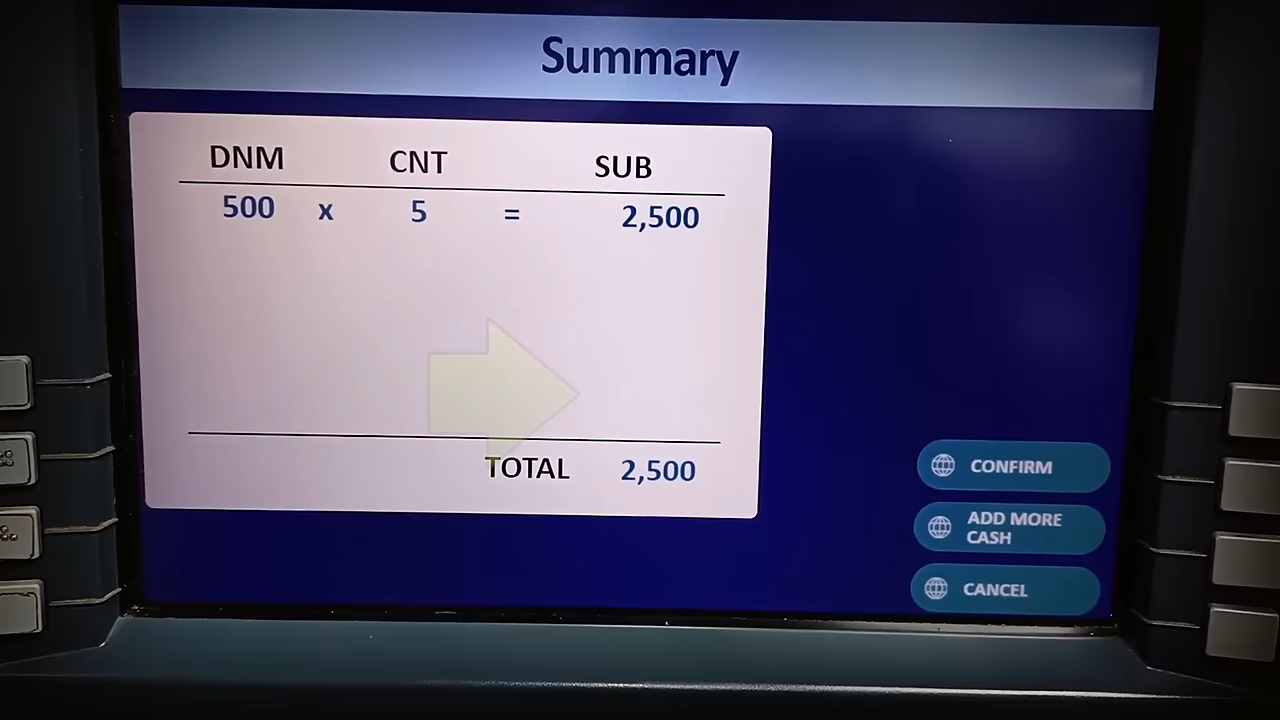 Summary
DNM CNT SUB
500 x 5 = 2,500
TOTAL 2,500
CONFIRM
ADD MORE
CASH
CANCEL